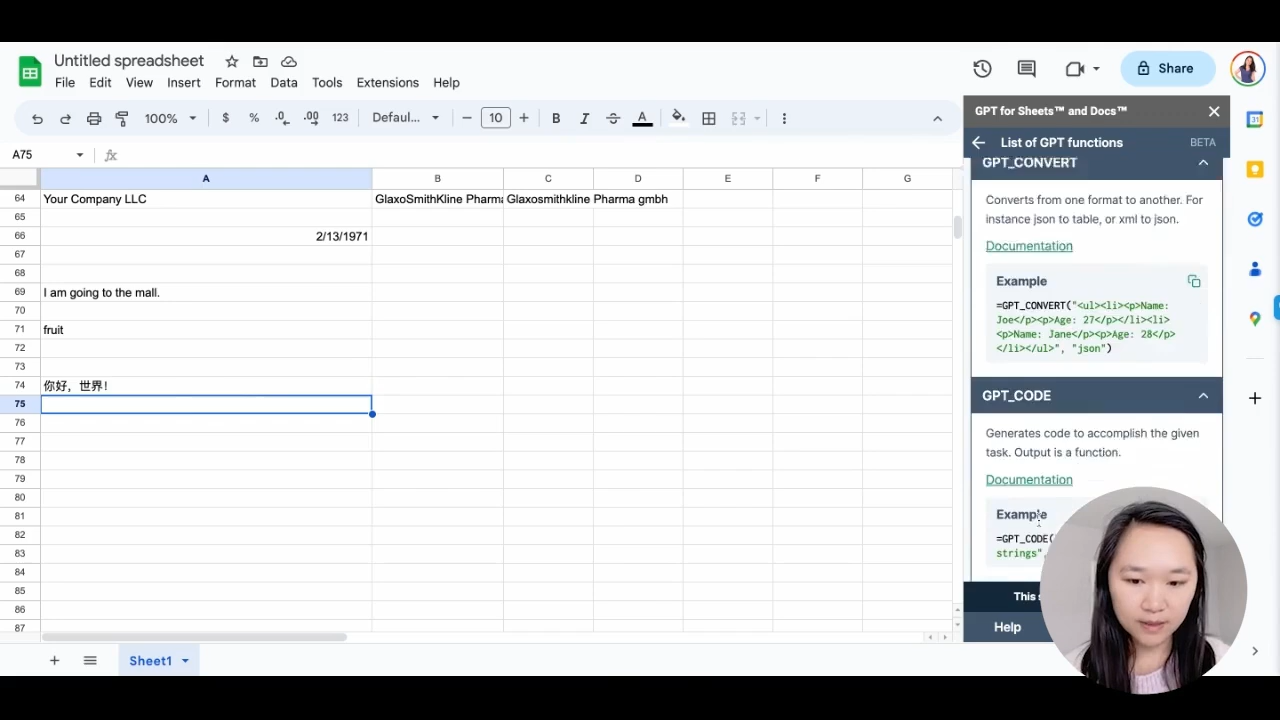 Untitled spreadsheet
File Edit View Insert Format Data Tools Extensions Help
Share
100% $ % .0 .00 123 Defaul... 10 B I A
A75
fx
A B C D E F G
64 Your Company LLC GlaxoSmithKline Pharma Glaxosmithkline Pharma gmbh
65
66 2/13/1971
67
68
69 I am going to the mall.
70
71 fruit
72
73
74 你好，世界！
75
76
77
78
79
80
81
82
83
84
85
86
87
Sheet1
GPT for Sheets™ and Docs™
List of GPT functions BETA
GPT_CONVERT
Converts from one format to another. For
instance json to table, or xml to json.
Documentation
Example
=GPT_CONVERT("<ul><li><p>Name:
Joe</p><p>Age: 27</p></li><li>
<p>Name: Jane</p><p>Age: 28</p>
</li></ul>", "json")
GPT_CODE
Generates code to accomplish the given
task. Output is a function.
Documentation
Example
=GPT_CODE(
strings",
This
Help
31